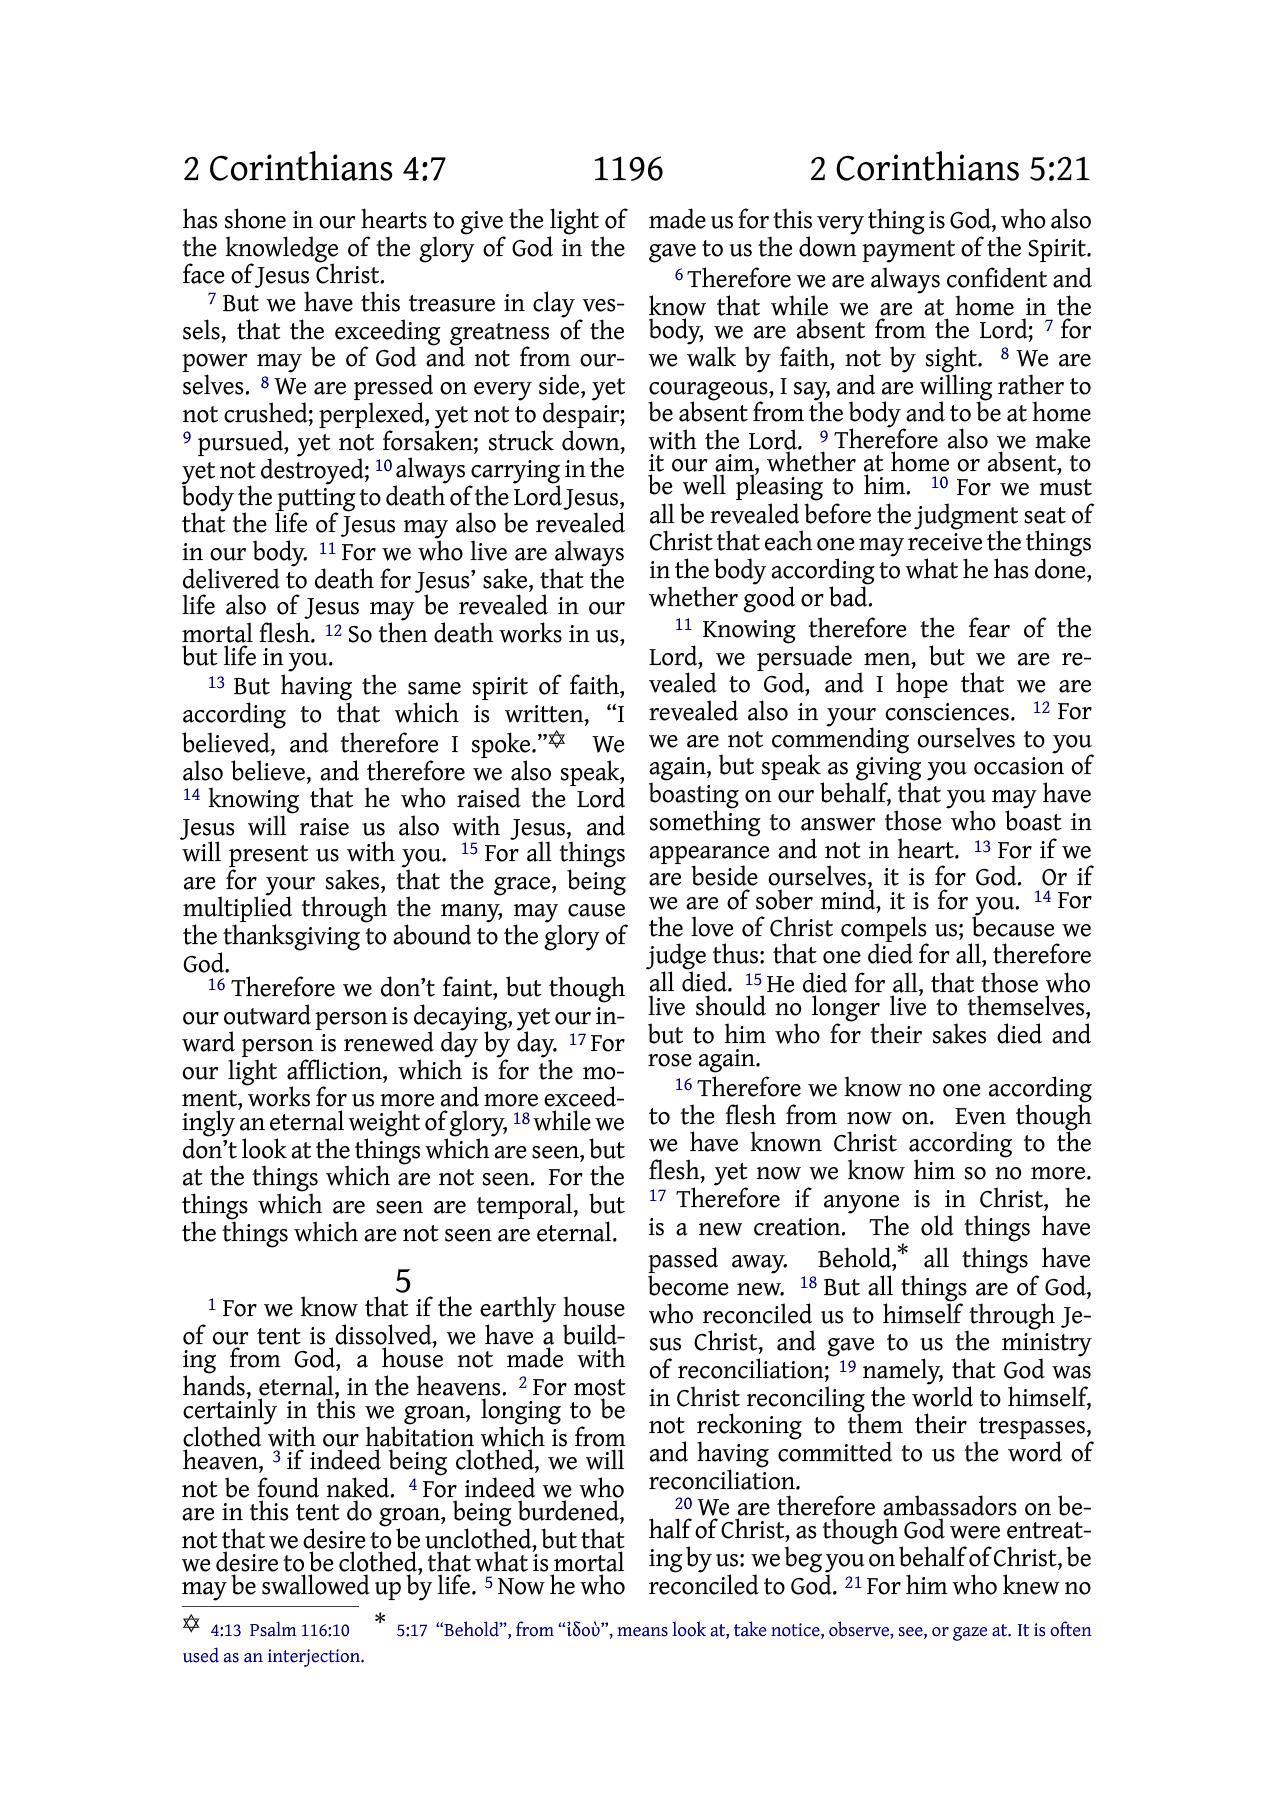 2 Corinthians 4:7 1196 2 Corinthians 5:21
has shone in our hearts to give the light of
the knowledge of the glory of God in the
face of Jesus Christ.
7 But we have this treasure in clay ves-
sels, that the exceeding greatness of the
power may be of God and not from our-
selves. 8 We are pressed on every side, yet
not crushed; perplexed, yet not to despair;
9 pursued, yet not forsaken; struck down,
yet not destroyed; 10 always carrying in the
body the putting to death of the Lord Jesus,
that the life of Jesus may also be revealed
in our body. 11 For we who live are always
delivered to death for Jesus’ sake, that the
life also of Jesus may be revealed in our
mortal flesh. 12 So then death works in us,
but life in you.
13 But having the same spirit of faith,
according to that which is written, “I
believed, and therefore I spoke.”✡ We
also believe, and therefore we also speak,
14 knowing that he who raised the Lord
Jesus will raise us also with Jesus, and
will present us with you. 15 For all things
are for your sakes, that the grace, being
multiplied through the many, may cause
the thanksgiving to abound to the glory of
God.
16 Therefore we don’t faint, but though
our outward person is decaying, yet our in-
ward person is renewed day by day. 17 For
our light affliction, which is for the mo-
ment, works for us more and more exceed-
ingly an eternal weight of glory, 18 while we
don’t look at the things which are seen, but
at the things which are not seen. For the
things which are seen are temporal, but
the things which are not seen are eternal.
5
1 For we know that if the earthly house
of our tent is dissolved, we have a build-
ing from God, a house not made with
hands, eternal, in the heavens. 2 For most
certainly in this we groan, longing to be
clothed with our habitation which is from
heaven, 3 if indeed being clothed, we will
not be found naked. 4 For indeed we who
are in this tent do groan, being burdened,
not that we desire to be unclothed, but that
we desire to be clothed, that what is mortal
may be swallowed up by life. 5 Now he who
made us for this very thing is God, who also
gave to us the down payment of the Spirit.
6 Therefore we are always confident and
know that while we are at home in the
body, we are absent from the Lord; 7 for
we walk by faith, not by sight. 8 We are
courageous, I say, and are willing rather to
be absent from the body and to be at home
with the Lord. 9 Therefore also we make
it our aim, whether at home or absent, to
be well pleasing to him. 10 For we must
all be revealed before the judgment seat of
Christ that each one may receive the things
in the body according to what he has done,
whether good or bad.
11 Knowing therefore the fear of the
Lord, we persuade men, but we are re-
vealed to God, and I hope that we are
revealed also in your consciences. 12 For
we are not commending ourselves to you
again, but speak as giving you occasion of
boasting on our behalf, that you may have
something to answer those who boast in
appearance and not in heart. 13 For if we
are beside ourselves, it is for God. Or if
we are of sober mind, it is for you. 14 For
the love of Christ compels us; because we
judge thus: that one died for all, therefore
all died. 15 He died for all, that those who
live should no longer live to themselves,
but to him who for their sakes died and
rose again.
16 Therefore we know no one according
to the flesh from now on. Even though
we have known Christ according to the
flesh, yet now we know him so no more.
17 Therefore if anyone is in Christ, he
is a new creation. The old things have
passed away. Behold,* all things have
become new. 18 But all things are of God,
who reconciled us to himself through Je-
sus Christ, and gave to us the ministry
of reconciliation; 19 namely, that God was
in Christ reconciling the world to himself,
not reckoning to them their trespasses,
and having committed to us the word of
reconciliation.
20 We are therefore ambassadors on be-
half of Christ, as though God were entreat-
ing by us: we beg you on behalf of Christ, be
reconciled to God. 21 For him who knew no
✡ 4:13 Psalm 116:10 * 5:17 “Behold”, from “ἰδοὺ”, means look at, take notice, observe, see, or gaze at. It is often
used as an interjection.